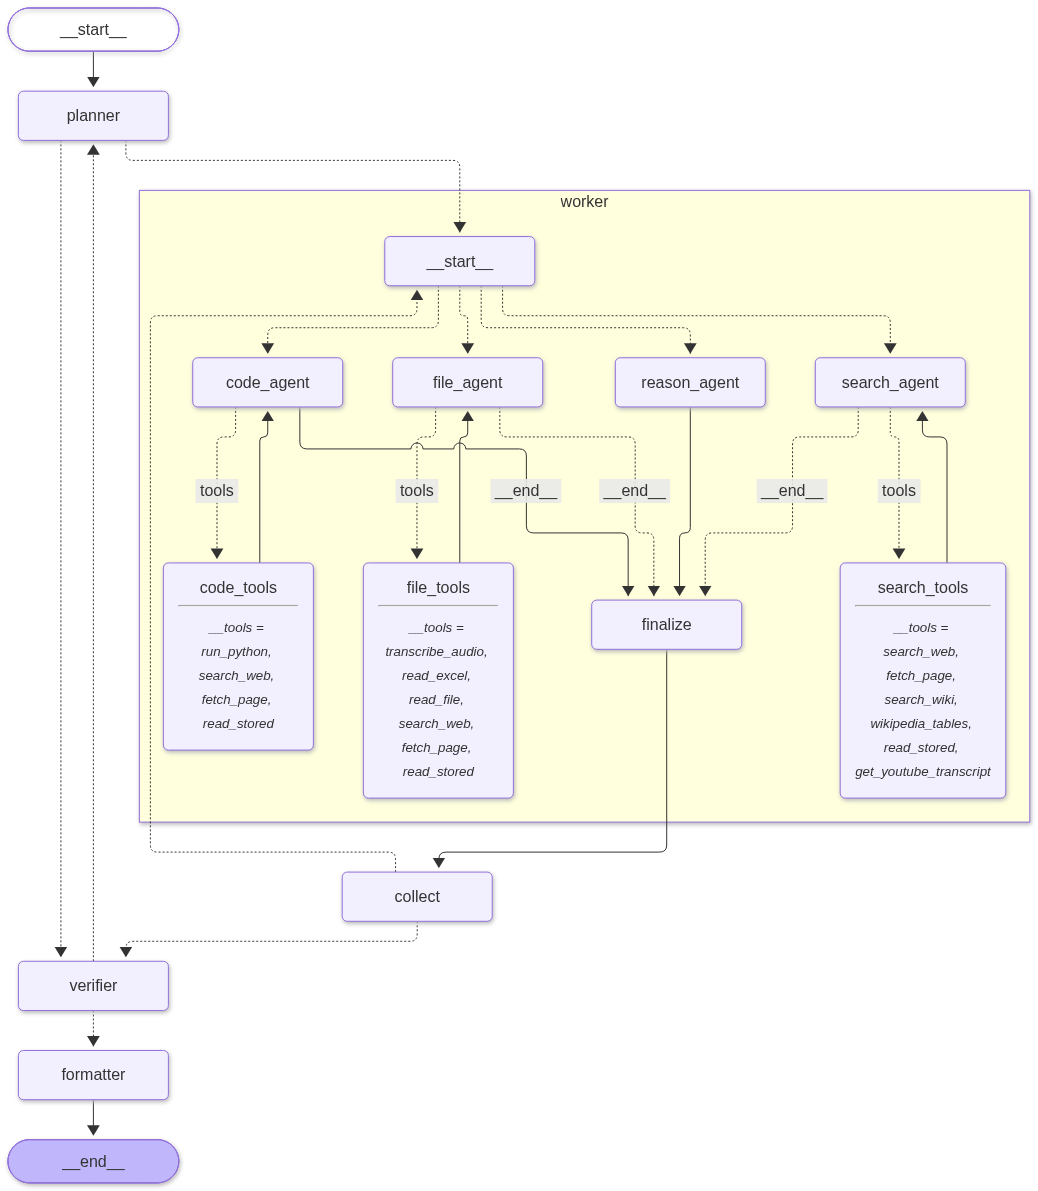 __start__
planner
worker
__start__
code_agent
file_agent
reason_agent
search_agent
tools
tools
__end__
__end__
__end__
tools
code_tools
__tools =
run_python,
search_web,
fetch_page,
read_stored
file_tools
__tools =
transcribe_audio,
read_excel,
read_file,
search_web,
fetch_page,
read_stored
finalize
search_tools
__tools =
search_web,
fetch_page,
search_wiki,
wikipedia_tables,
read_stored,
get_youtube_transcript
collect
verifier
formatter
__end__